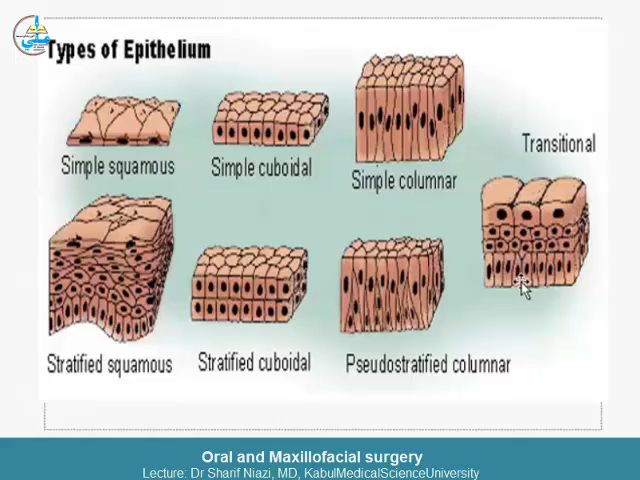 Types of Epithelium
Transitional
Simple squamous
Simple cuboidal
Simple columnar
Stratified squamous
Stratified cuboidal
Pseudostratified columnar
Oral and Maxillofacial surgery
Lecture: Dr Sharif Niazi, MD, KabulMedicalScienceUniversity